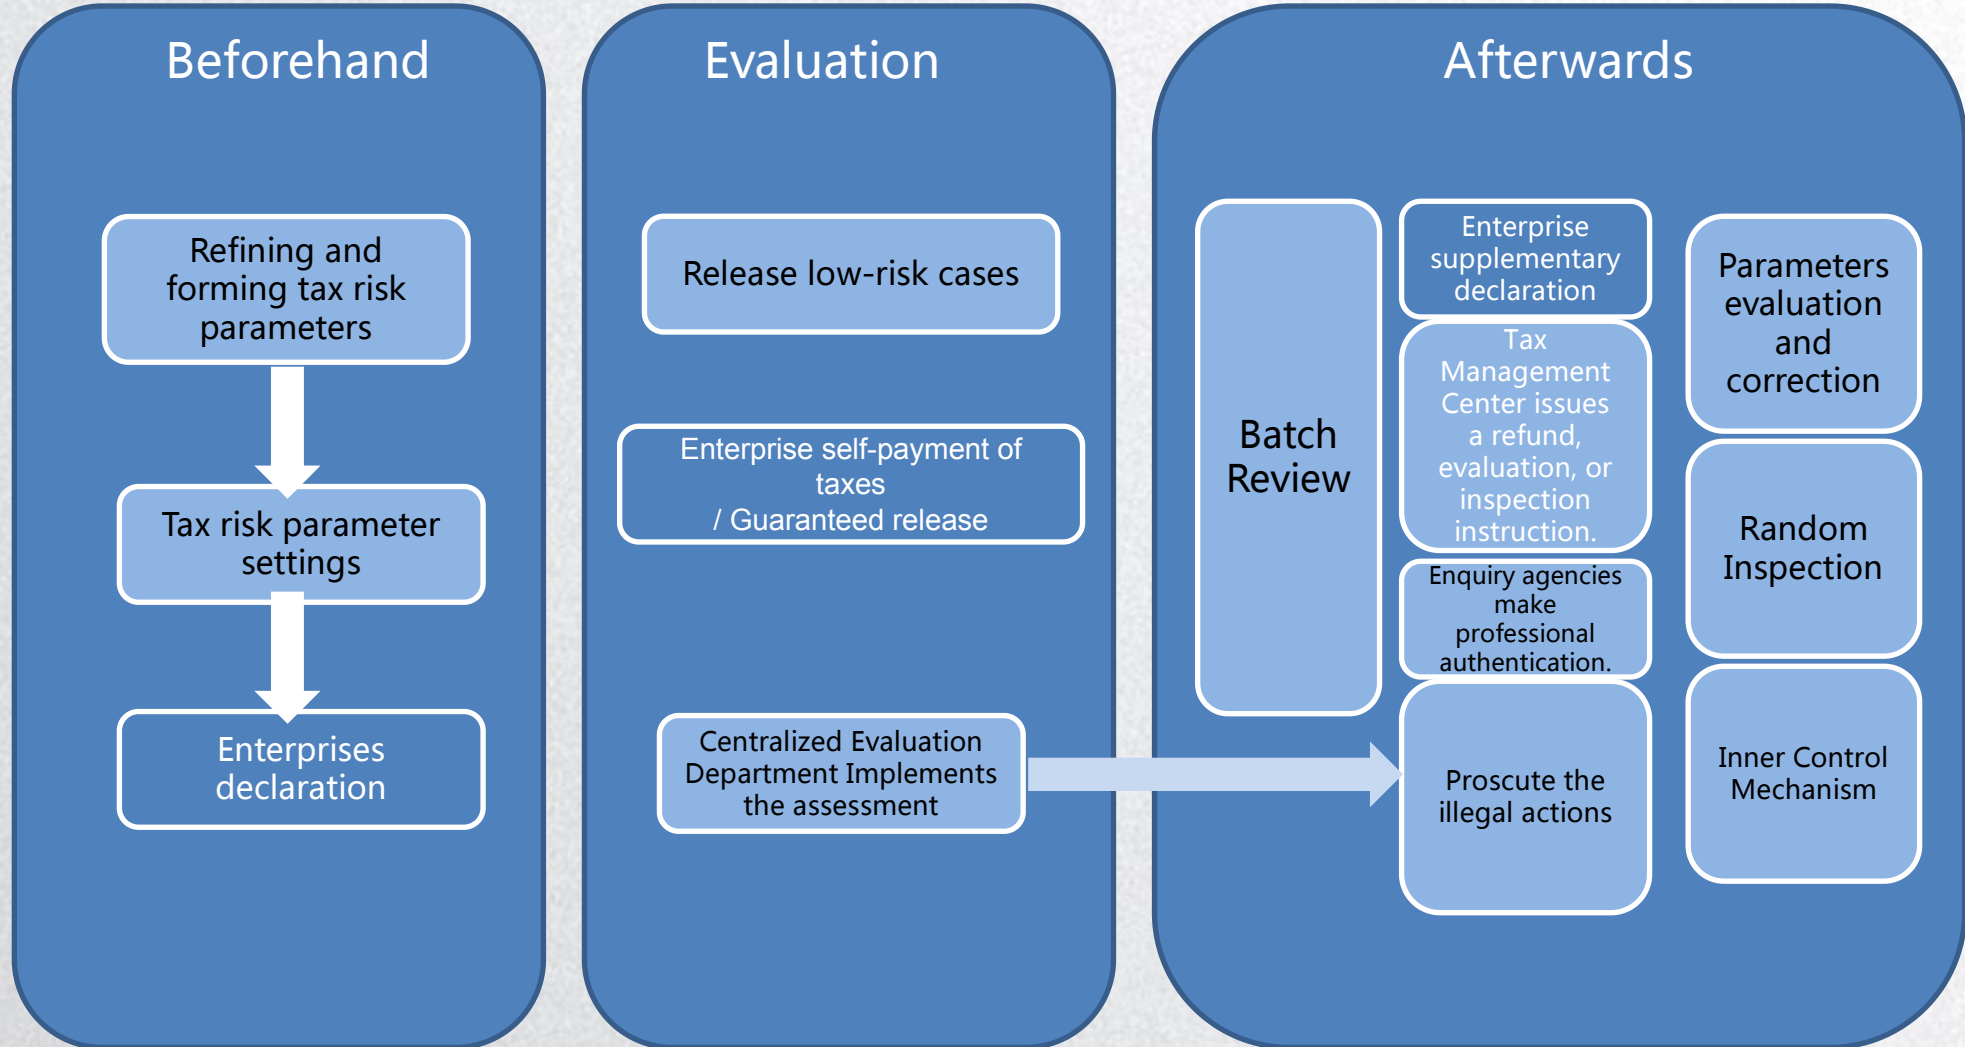 Beforehand
Refining and
forming tax risk
parameters
Tax risk parameter
settings
Enterprises
declaration
Evaluation
Release low-risk cases
Enterprise self-payment of
taxes
/ Guaranteed release
Centralized Evaluation
Department Implements
the assessment
Afterwards
Batch
Review
Enterprise
supplementary
declaration
Tax
Management
Center issues
a refund,
evaluation, or
inspection
instruction.
Enquiry agencies
make
professional
authentication.
Proscute the
illegal actions
Parameters
evaluation
and
correction
Random
Inspection
Inner Control
Mechanism